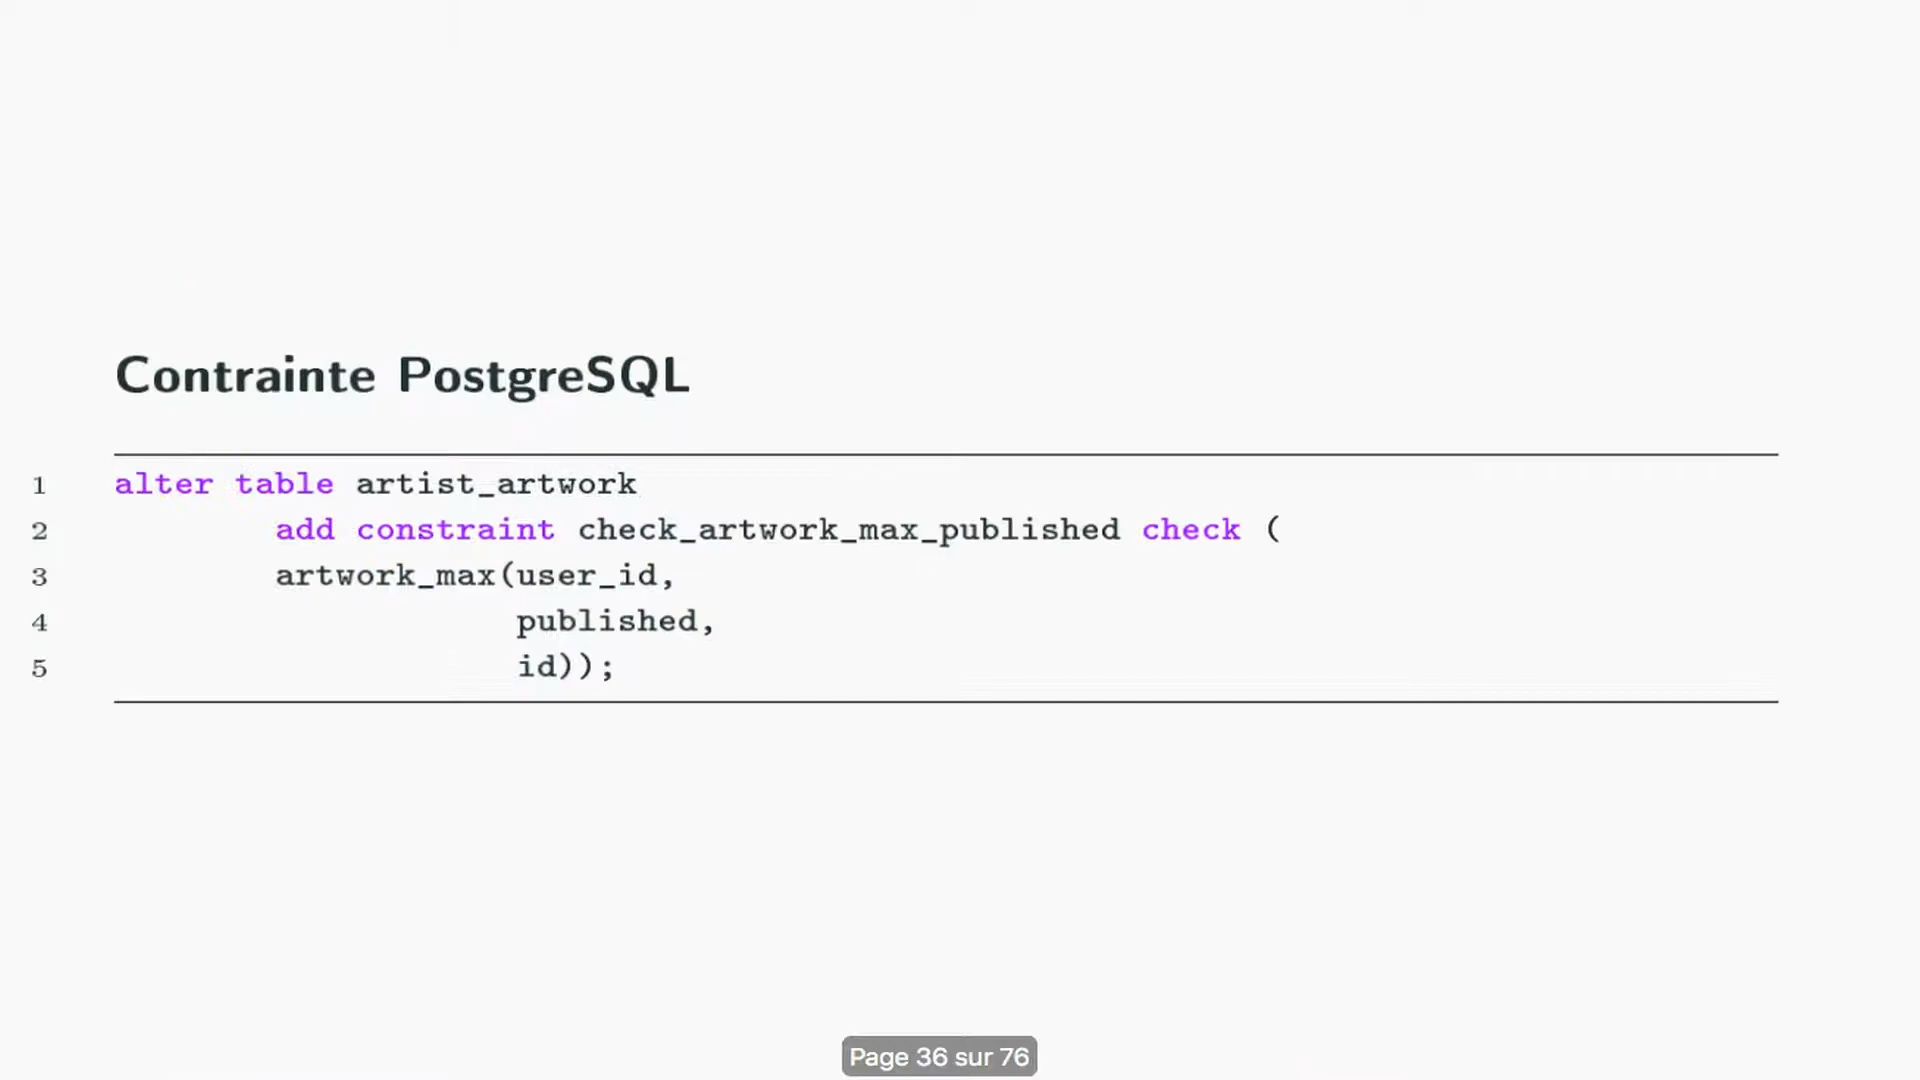 Contrainte PostgreSQL
1 alter table artist_artwork
2 add constraint check_artwork_max_published check (
3 artwork_max(user_id,
4 published,
5 id));
Page 36 sur 76